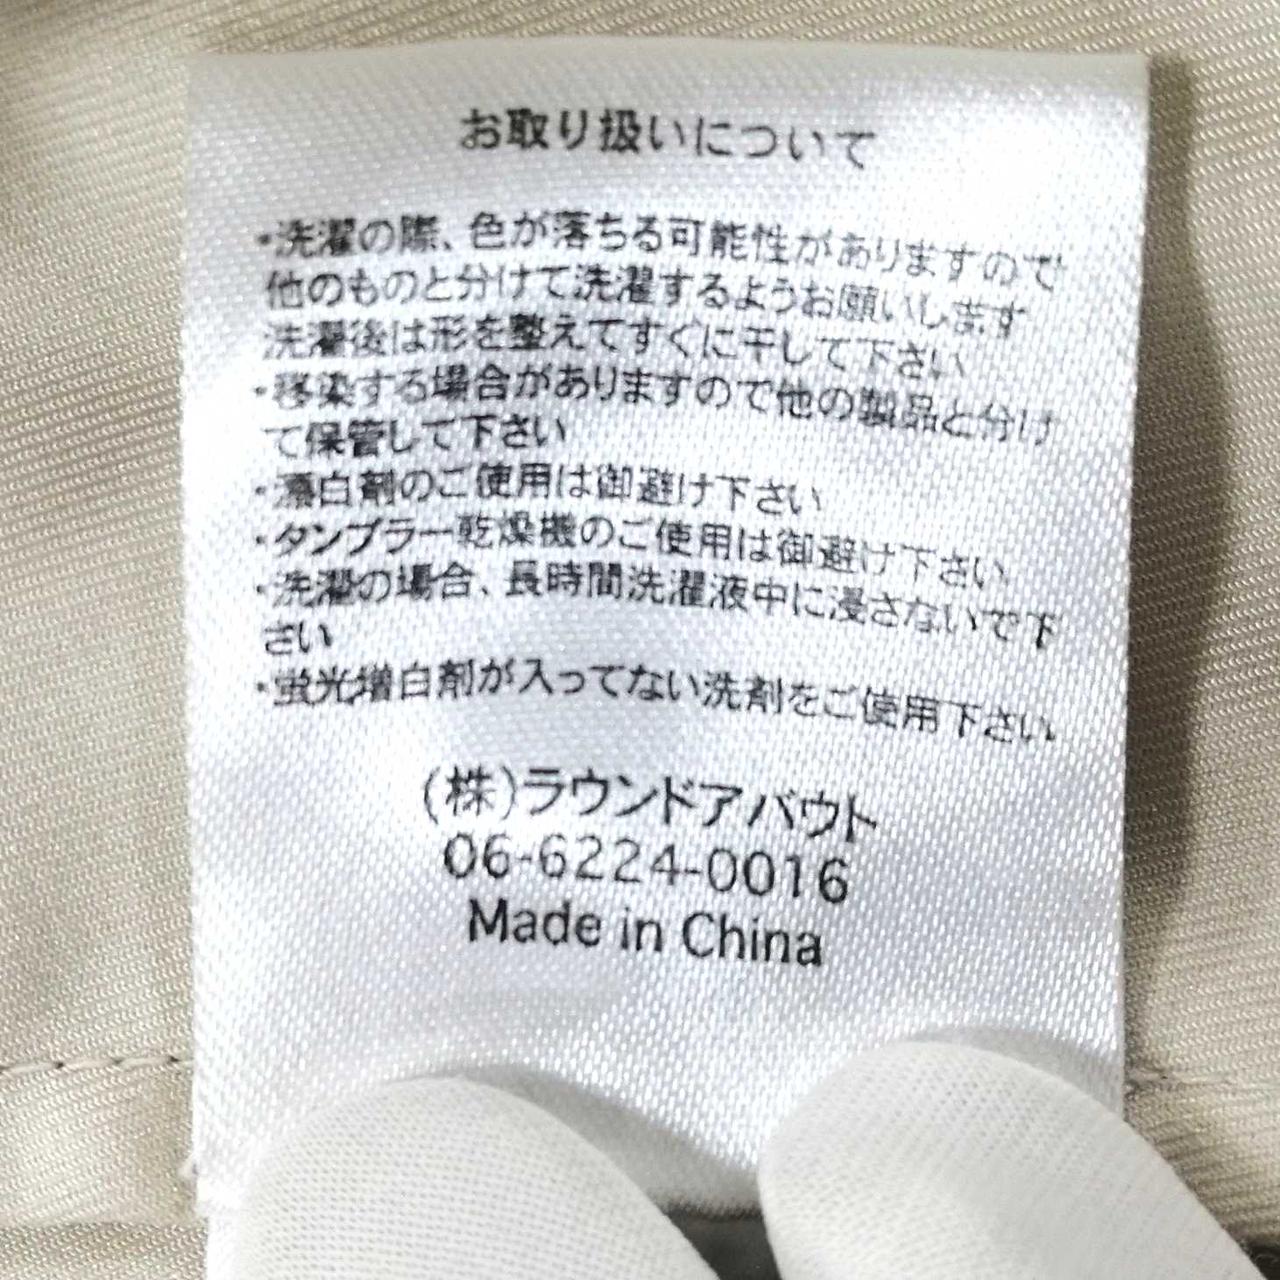 お取り扱いについて
・洗濯の際、色が落ちる可能性がありますので
他のものと分けて洗濯するようお願いします
洗濯後は形を整えてすぐに干して下さい
・移染する場合がありますので他の製品と分け
て保管して下さい
・漂白剤のご使用は御避け下さい
・タンブラー乾燥機のご使用は御避け下さい
・洗濯の場合、長時間洗濯液中に浸さないで下
さい
・蛍光増白剤が入ってない洗剤をご使用下さい
(株)ラウンドアバウト
06-6224-0016
Made in China